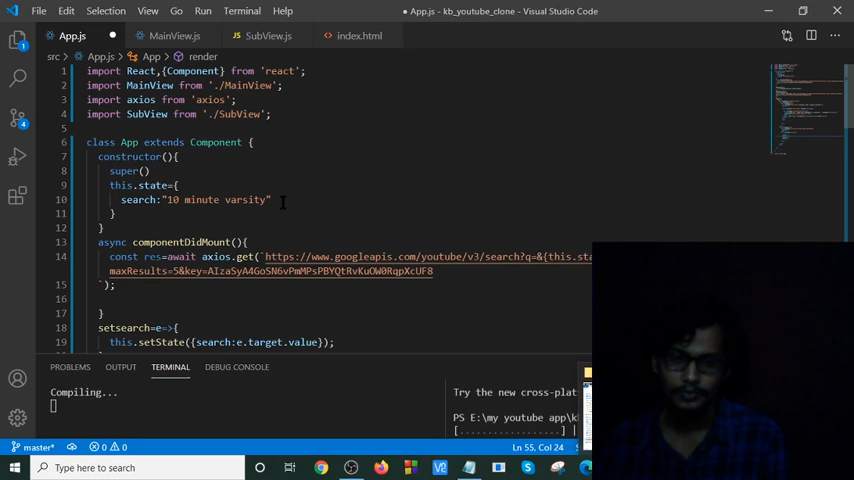 File Edit Selection View Go Run Terminal Help
● App.js - kb_youtube_clone - Visual Studio Code
App.js MainView.js SubView.js index.html
src > App.js > App > render
1 import React,{Component} from 'react';
2 import MainView from './MainView';
3 import axios from 'axios';
4 import SubView from './SubView';
5
6 class App extends Component {
7 constructor(){
8 super()
9 this.state={
10 search:"10 minute varsity"
11 }
12 }
13 async componentDidMount(){
14 const res=await axios.get(`https://www.googleapis.com/youtube/v3/search?q=&{this.sta
maxResults=5&key=AIzaSyA4GoSN6vPmMPsPBYQtRvKuOW0RqpXcUF8
15 `);
16
17 }
18 setsearch=e=>{
19 this.setState({search:e.target.value});
PROBLEMS OUTPUT TERMINAL DEBUG CONSOLE
Compiling...
Try the new cross-plat
PS E:\my youtube app\kb
[..................] |
1
4
master* 0 0 Ln 55, Col 24
Type here to search